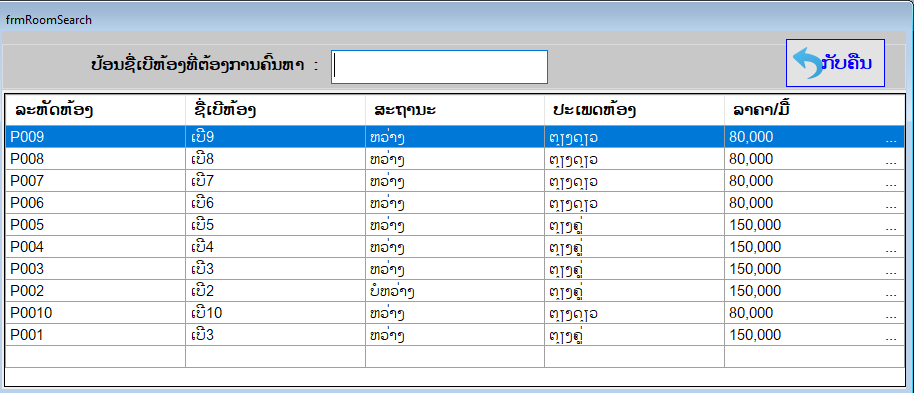 frmRoomSearch
ປ້ອນຊື່ເບີຫ້ອງທີ່ຕ້ອງການຄົ້ນຫາ :
ກັບຄືນ
ລະຫັດຫ້ອງ ຊື່ເບີຫ້ອງ ສະຖານະ ປະເພດຫ້ອງ ລາຄາ/ມື້
P009 ເບີ9 ຫວ່າງ ຕຽງດຽວ 80,000 ...
P008 ເບີ8 ຫວ່າງ ຕຽງດຽວ 80,000 ...
P007 ເບີ7 ຫວ່າງ ຕຽງດຽວ 80,000 ...
P006 ເບີ6 ຫວ່າງ ຕຽງດຽວ 80,000 ...
P005 ເບີ5 ຫວ່າງ ຕຽງຄູ່ 150,000 ...
P004 ເບີ4 ຫວ່າງ ຕຽງຄູ່ 150,000 ...
P003 ເບີ3 ຫວ່າງ ຕຽງຄູ່ 150,000 ...
P002 ເບີ2 ບໍ່ຫວ່າງ ຕຽງຄູ່ 150,000 ...
P0010 ເບີ10 ຫວ່າງ ຕຽງດຽວ 80,000 ...
P001 ເບີ3 ຫວ່າງ ຕຽງຄູ່ 150,000 ...